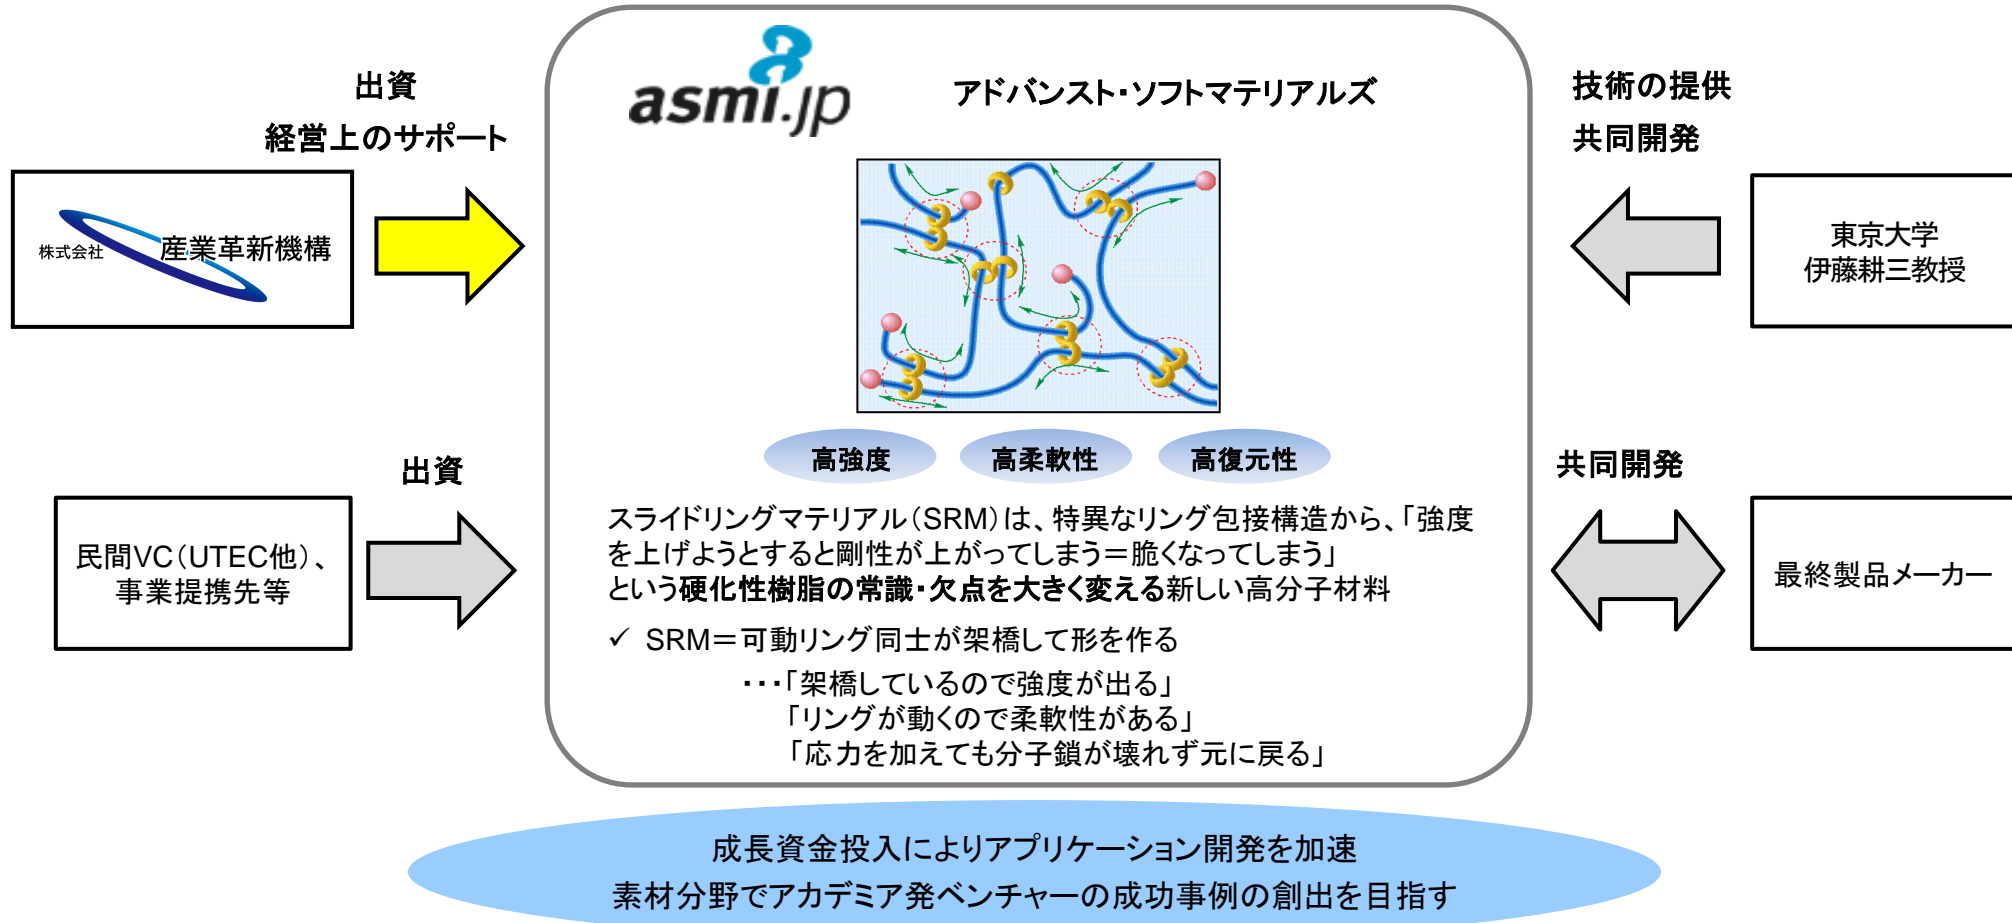 出資
経営上のサポート
株式会社 産業革新機構
出資
民間VC（UTEC他）、
事業提携先等
asmi.jp
アドバンスト・ソフトマテリアルズ
高強度
高柔軟性
高復元性
スライドリングマテリアル（SRM）は、特異なリング包接構造から、「強度
を上げようとすると剛性が上がってしまう＝脆くなってしまう」
という硬化性樹脂の常識・欠点を大きく変える新しい高分子材料
✓ SRM＝可動リング同士が架橋して形を作る
・・・「架橋しているので強度が出る」
「リングが動くので柔軟性がある」
「応力を加えても分子鎖が壊れず元に戻る」
技術の提供
共同開発
東京大学
伊藤耕三教授
共同開発
最終製品メーカー
成長資金投入によりアプリケーション開発を加速
素材分野でアカデミア発ベンチャーの成功事例の創出を目指す